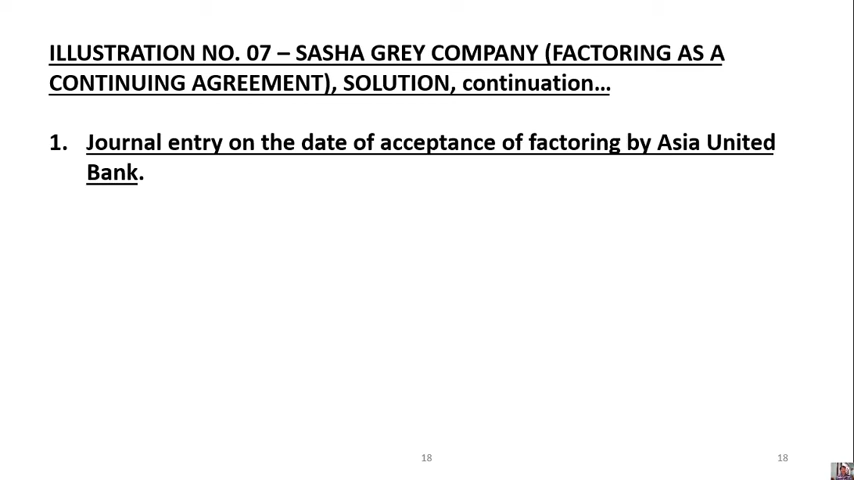 ILLUSTRATION NO. 07 – SASHA GREY COMPANY (FACTORING AS A
CONTINUING AGREEMENT), SOLUTION, continuation…
1. Journal entry on the date of acceptance of factoring by Asia United
Bank.
18
18